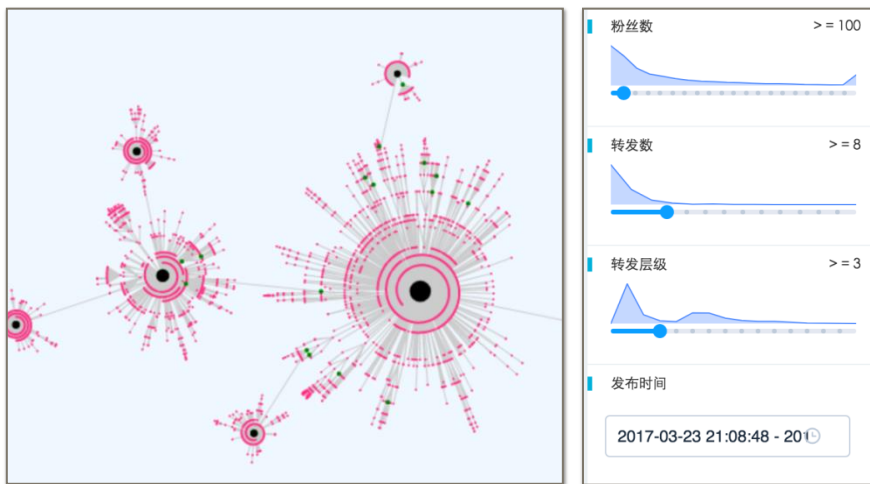 粉丝数 > = 100
转发数 > = 8
转发层级 > = 3
发布时间
2017-03-23 21:08:48 - 201